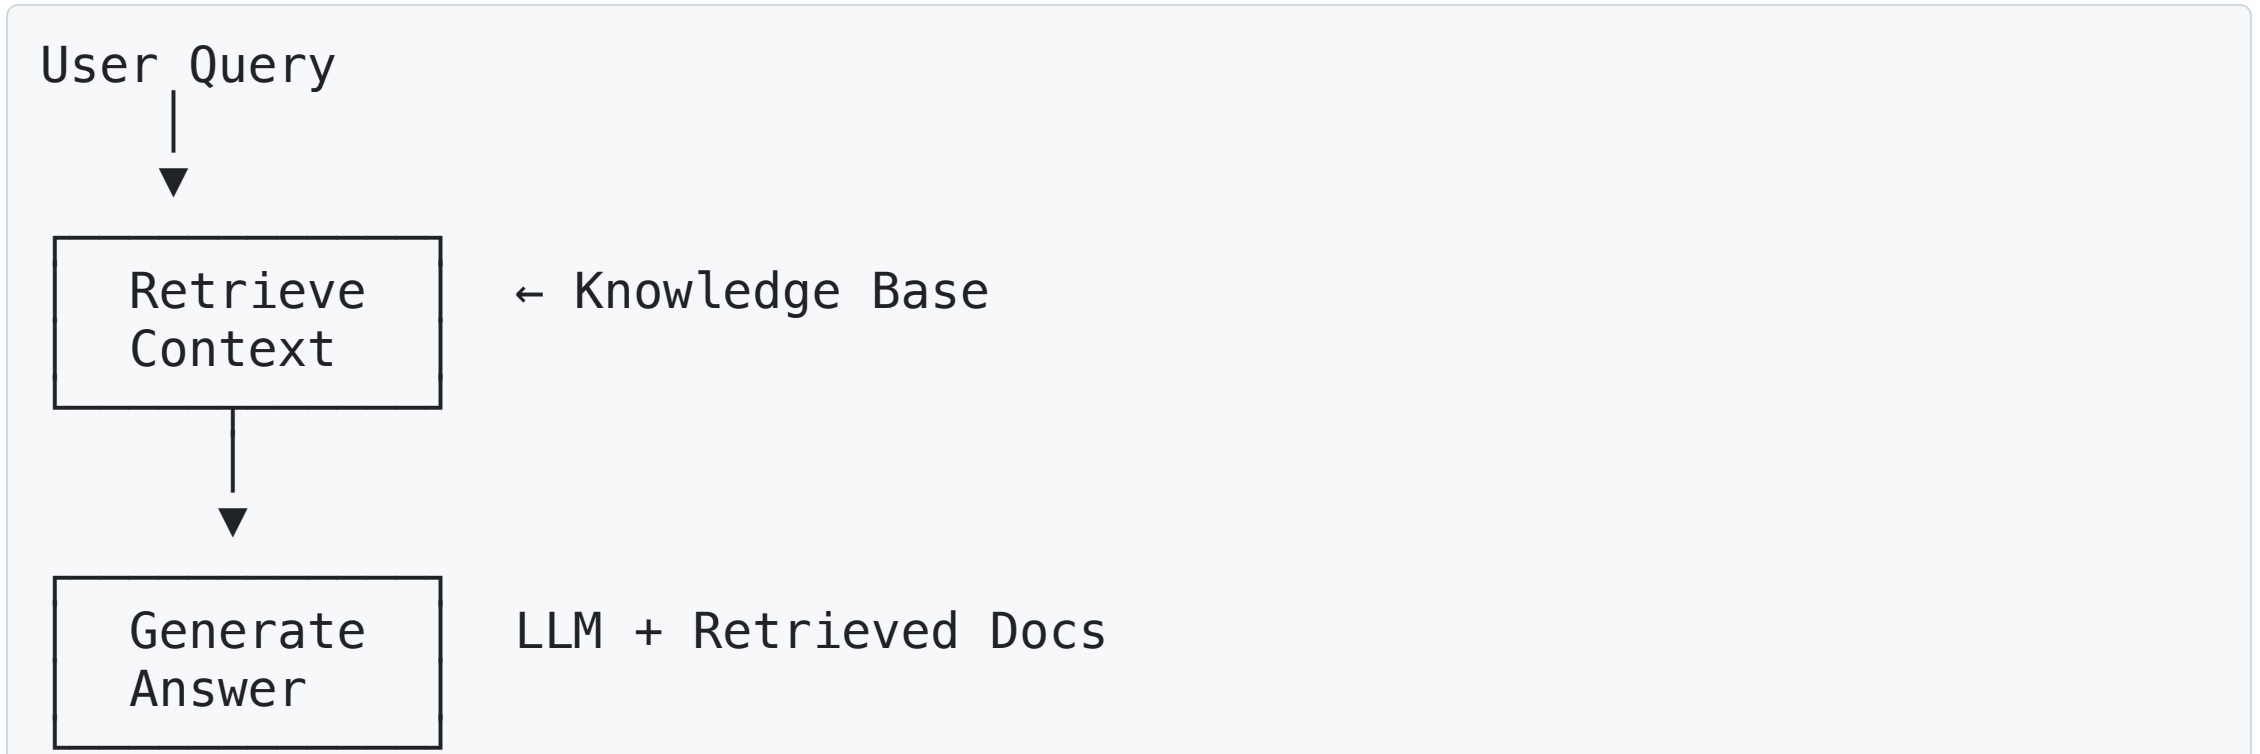 User Query
Retrieve ← Knowledge Base
Context
Generate LLM + Retrieved Docs
Answer